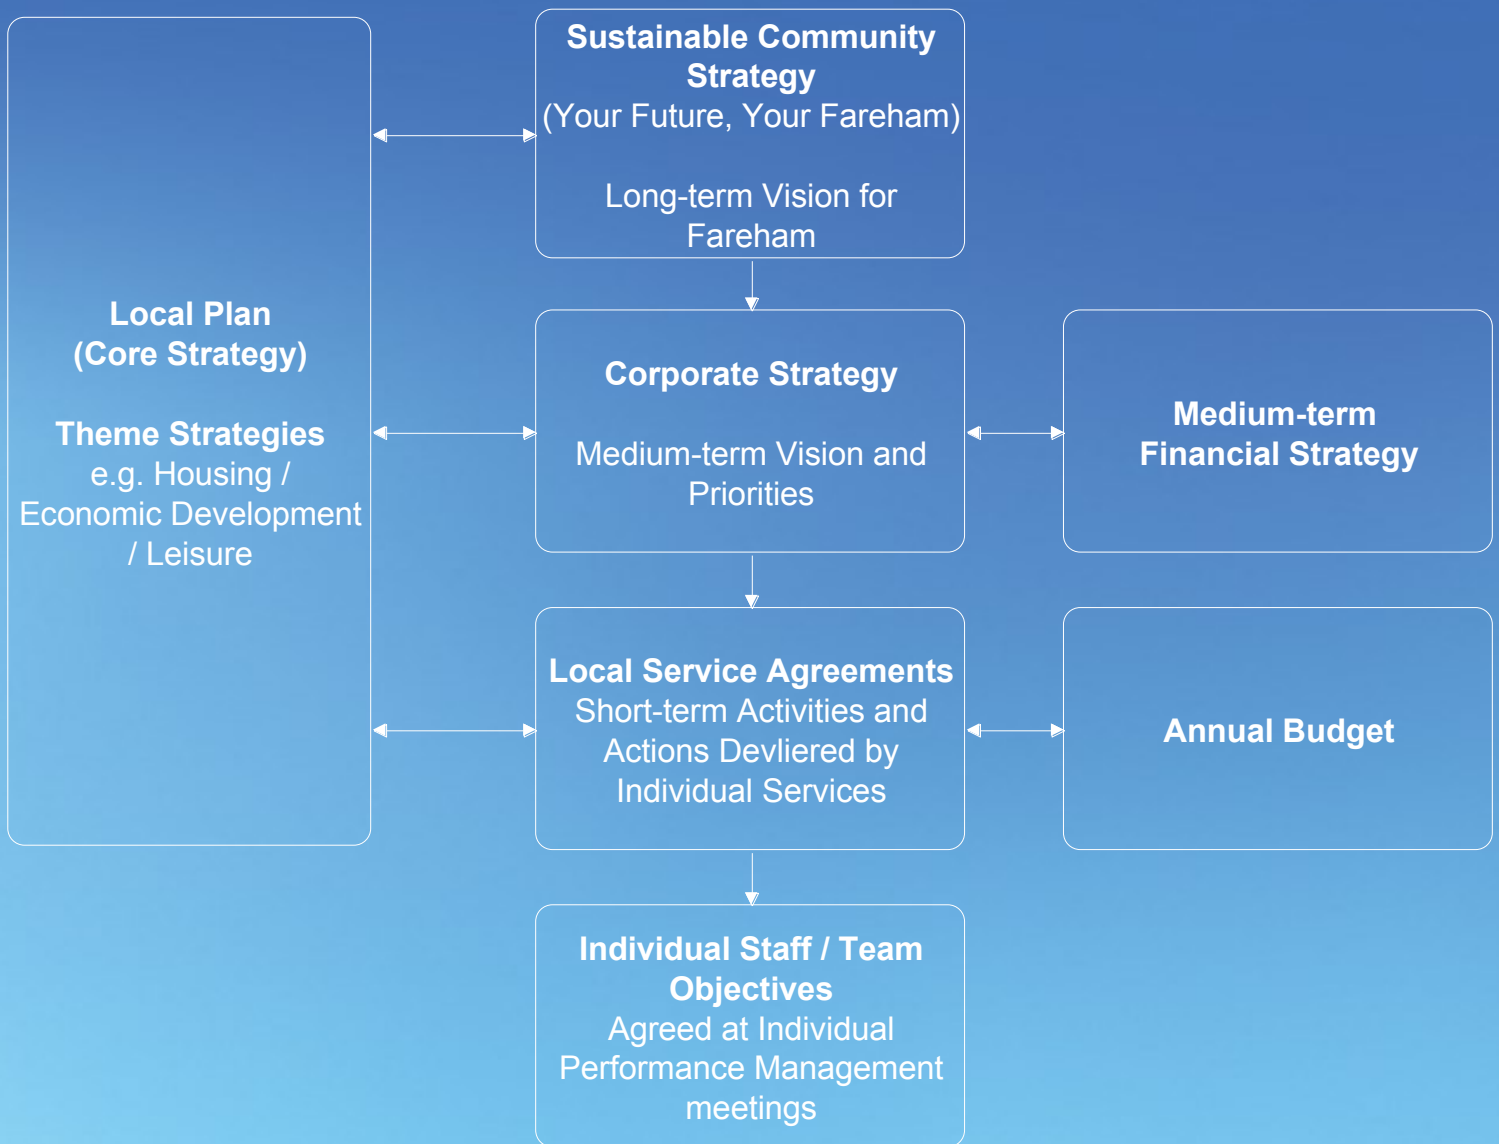 Sustainable Community
Strategy
(Your Future, Your Fareham)
Long-term Vision for
Fareham
Local Plan
(Core Strategy)
Theme Strategies
e.g. Housing /
Economic Development
/ Leisure
Corporate Strategy
Medium-term Vision and
Priorities
Medium-term
Financial Strategy
Local Service Agreements
Short-term Activities and
Actions Devliered by
Individual Services
Annual Budget
Individual Staff / Team
Objectives
Agreed at Individual
Performance Management
meetings